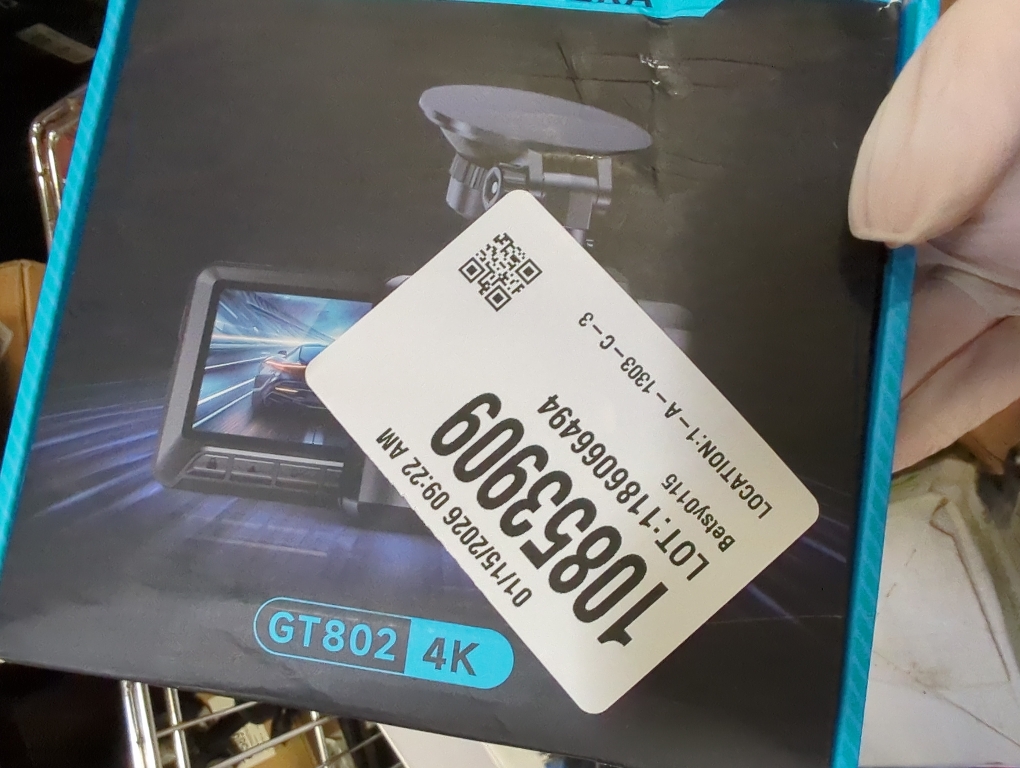 01/15/2026 09:22 AM
10853909
LOT:1186066494
Betsy0115
LOCATION:1-A-1303-C-3
GT802 4K